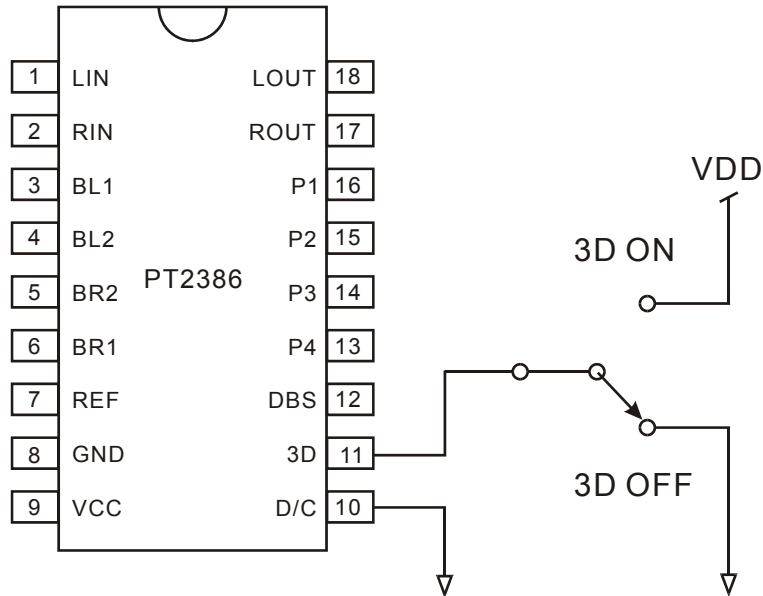 1 LIN LOUT 18
2 RIN ROUT 17
3 BL1 P1 16
4 BL2 P2 15
PT2386
5 BR2 P3 14
6 BR1 P4 13
7 REF DBS 12
8 GND 3D 11
9 VCC D/C 10
VDD
3D ON
3D OFF